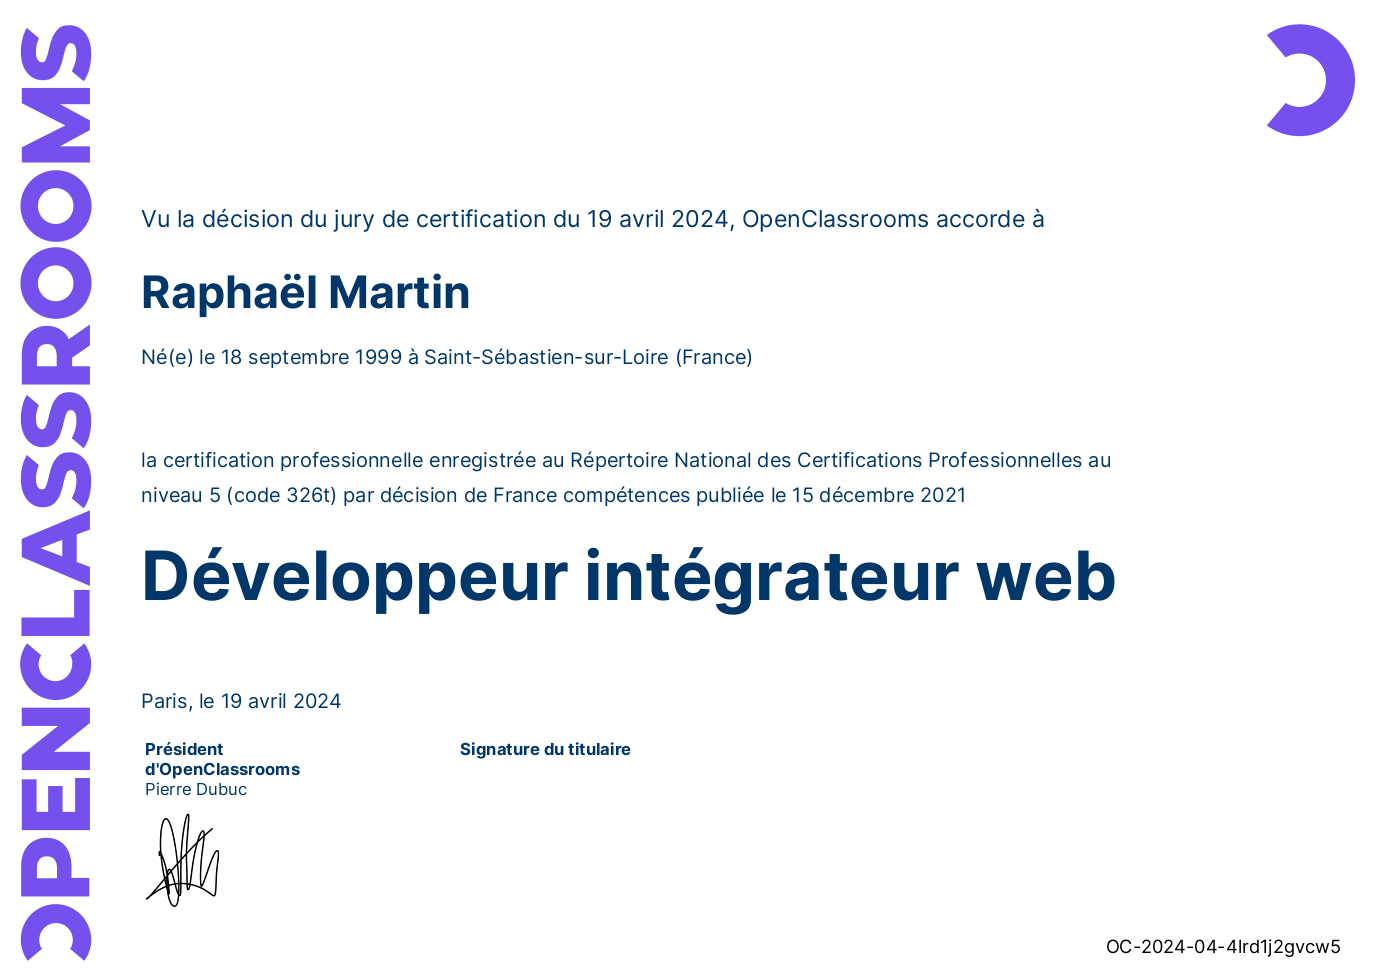 OPENCLASSROOMS
Vu la décision du jury de certification du 19 avril 2024, OpenClassrooms accorde à
Raphaël Martin
Né(e) le 18 septembre 1999 à Saint-Sébastien-sur-Loire (France)
la certification professionnelle enregistrée au Répertoire National des Certifications Professionnelles au
niveau 5 (code 326t) par décision de France compétences publiée le 15 décembre 2021
Développeur intégrateur web
Paris, le 19 avril 2024
Président
d'OpenClassrooms
Pierre Dubuc
Signature du titulaire
OC-2024-04-4lrd1j2gvcw5